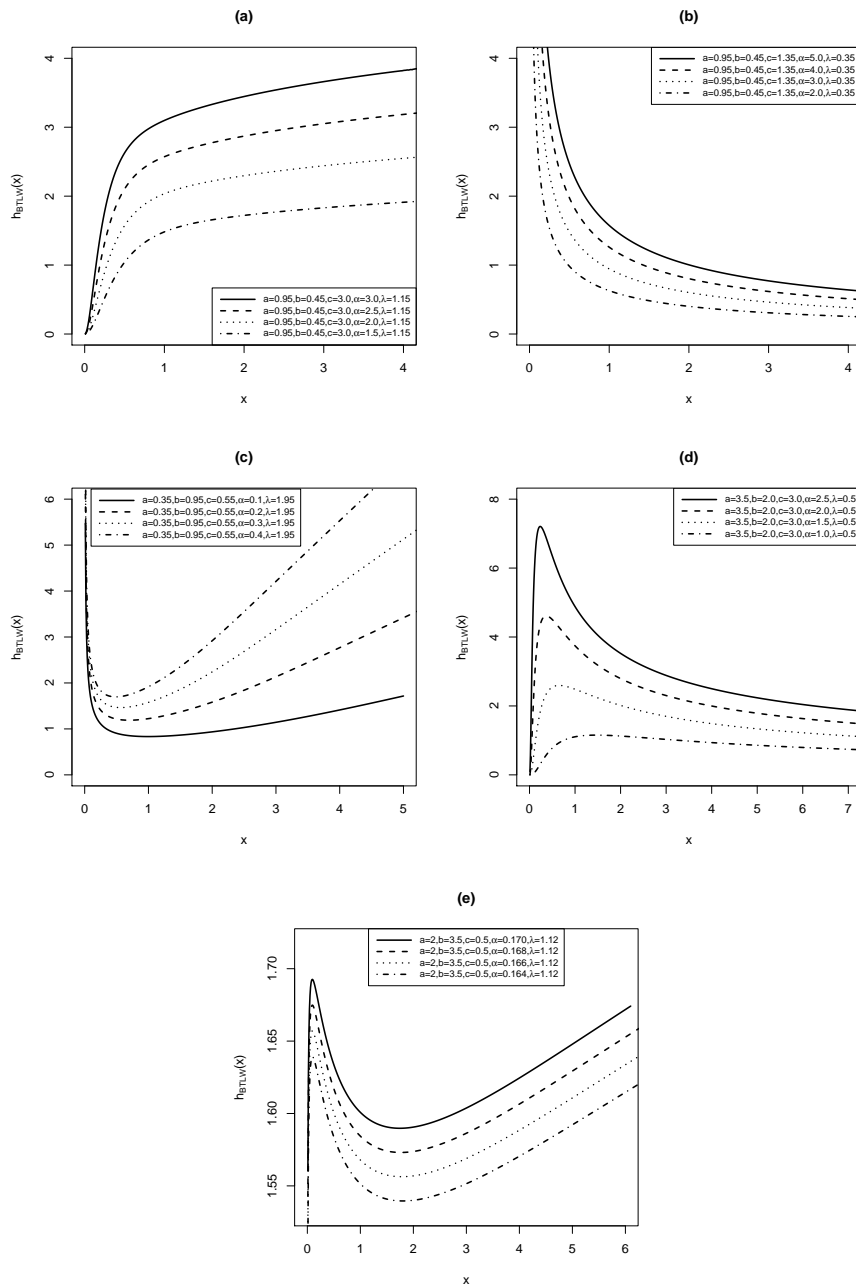 (a)
h_BTLW(x)
4
3
2
1
0
a=0.95,b=0.45,c=3.0,α=3.0,λ=1.15
a=0.95,b=0.45,c=3.0,α=2.5,λ=1.15
a=0.95,b=0.45,c=3.0,α=2.0,λ=1.15
a=0.95,b=0.45,c=3.0,α=1.5,λ=1.15
0 1 2 3 4
x
(b)
h_BTLW(x)
4
3
2
1
0
a=0.95,b=0.45,c=1.35,α=5.0,λ=0.35
a=0.95,b=0.45,c=1.35,α=4.0,λ=0.35
a=0.95,b=0.45,c=1.35,α=3.0,λ=0.35
a=0.95,b=0.45,c=1.35,α=2.0,λ=0.35
0 1 2 3 4
x
(c)
h_BTLW(x)
6
5
4
3
2
1
0
a=0.35,b=0.95,c=0.55,α=0.1,λ=1.95
a=0.35,b=0.95,c=0.55,α=0.2,λ=1.95
a=0.35,b=0.95,c=0.55,α=0.3,λ=1.95
a=0.35,b=0.95,c=0.55,α=0.4,λ=1.95
0 1 2 3 4 5
x
(d)
h_BTLW(x)
8
6
4
2
0
a=3.5,b=2.0,c=3.0,α=2.5,λ=0.5
a=3.5,b=2.0,c=3.0,α=2.0,λ=0.5
a=3.5,b=2.0,c=3.0,α=1.5,λ=0.5
a=3.5,b=2.0,c=3.0,α=1.0,λ=0.5
0 1 2 3 4 5 6 7
x
(e)
h_BTLW(x)
1.70
1.65
1.60
1.55
a=2,b=3.5,c=0.5,α=0.170,λ=1.12
a=2,b=3.5,c=0.5,α=0.168,λ=1.12
a=2,b=3.5,c=0.5,α=0.166,λ=1.12
a=2,b=3.5,c=0.5,α=0.164,λ=1.12
0 1 2 3 4 5 6
x